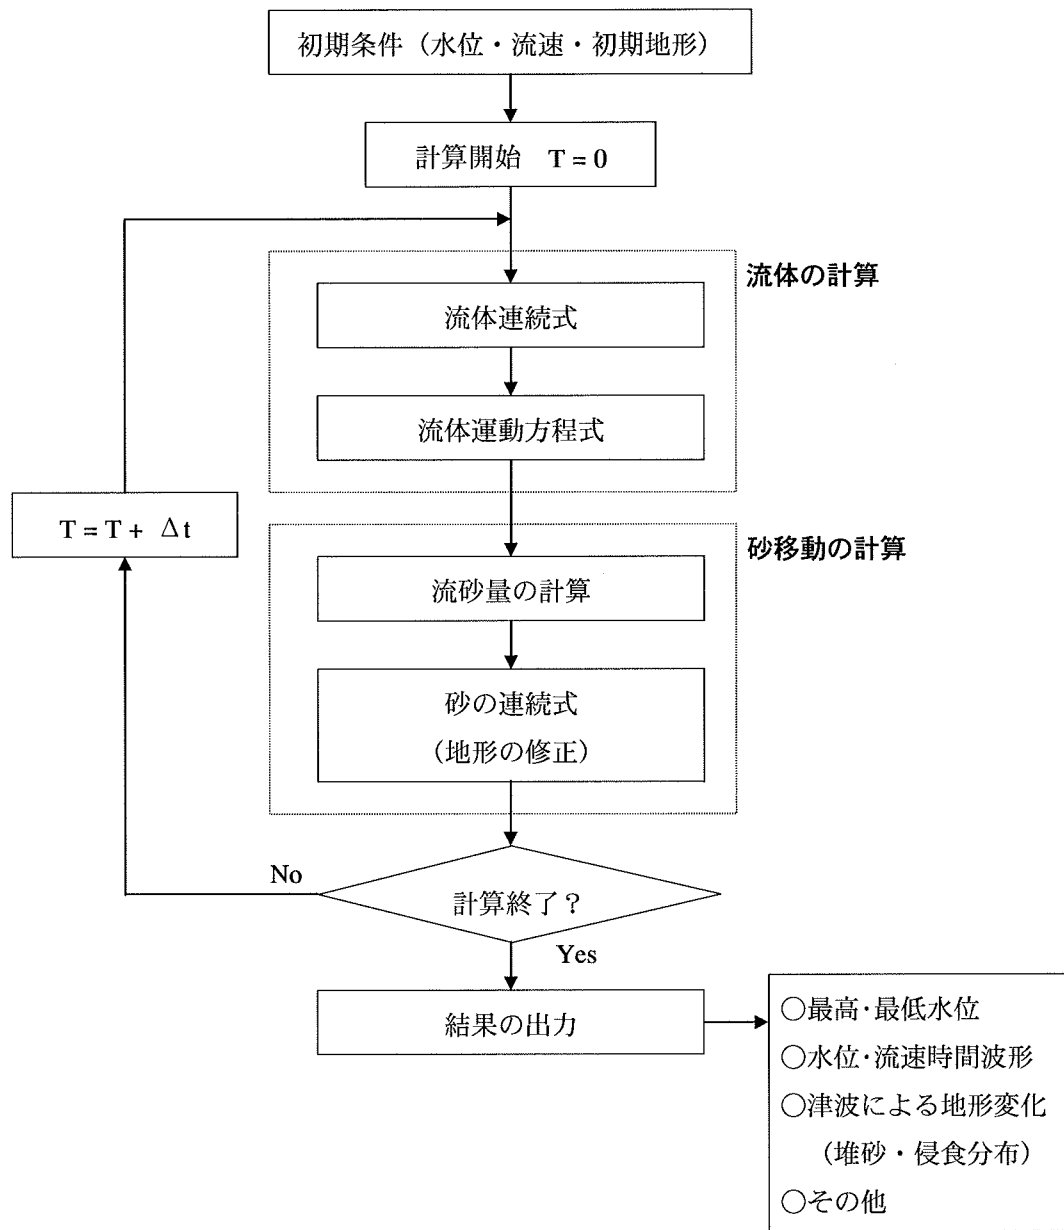 初期条件（水位・流速・初期地形）
計算開始　T = 0
流体の計算
流体連続式
流体運動方程式
T = T + Δt
砂移動の計算
流砂量の計算
砂の連続式
（地形の修正）
No
計算終了？
Yes
結果の出力
○最高・最低水位
○水位・流速時間波形
○津波による地形変化
（堆砂・侵食分布）
○その他